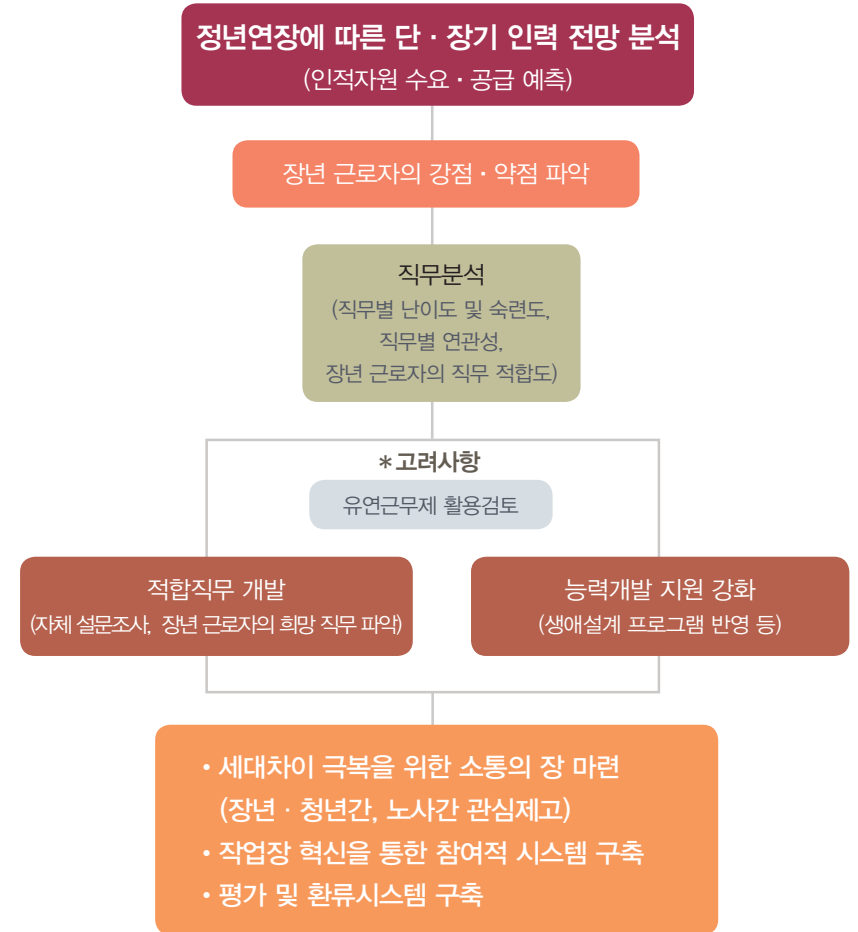 정년연장에 따른 단 · 장기 인력 전망 분석
(인적자원 수요 · 공급 예측)
장년 근로자의 강점 · 약점 파악
직무분석
(직무별 난이도 및 숙련도,
직무별 연관성,
장년 근로자의 직무 적합도)
*고려사항
유연근무제 활용검토
적합직무 개발
(자체 설문조사, 장년 근로자의 희망 직무 파악)
능력개발 지원 강화
(생애설계 프로그램 반영 등)
• 세대차이 극복을 위한 소통의 장 마련
(장년 · 청년간, 노사간 관심제고)
• 작업장 혁신을 통한 참여적 시스템 구축
• 평가 및 환류시스템 구축